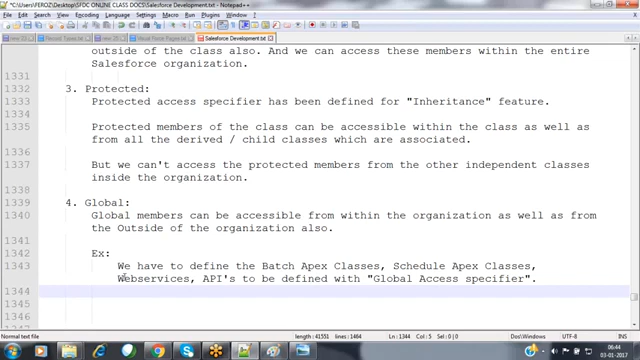 *C:\Users\FEROZ\Desktop\SFDC ONLINE CLASS DOCS\Salesforce Development.txt - Notepad++
File Edit Search View Encoding Language Settings Macro Run Plugins Window ?
Salesforce Development.txt
outside of the class also. And we can access these members within the entire
Salesforce organization.
1331
1332 3. Protected:
1333 Protected access specifier has been defined for "Inheritance" feature.
1334
1335 Protected members of the class can be accessible within the class as well as
from all the derived / child classes which are associated.
1336
1337 But we can't access the protected members from the other independent classes
inside the organization.
1338
1339 4. Global:
1340 Global members can be accessible from within the organization as well as from
the Outside of the organization also.
1341
1342 Ex:
1343 We have to define the Batch Apex Classes, Schedule Apex Classes,
Webservices, API's to be defined with "Global Access specifier".
1344
1345
1346
Normal text file length : 41551 lines : 1464 Ln : 1344 Col : 5 Sel : 0 | 0 Dos\Windows UTF-8 INS
06:44
03-01-2017